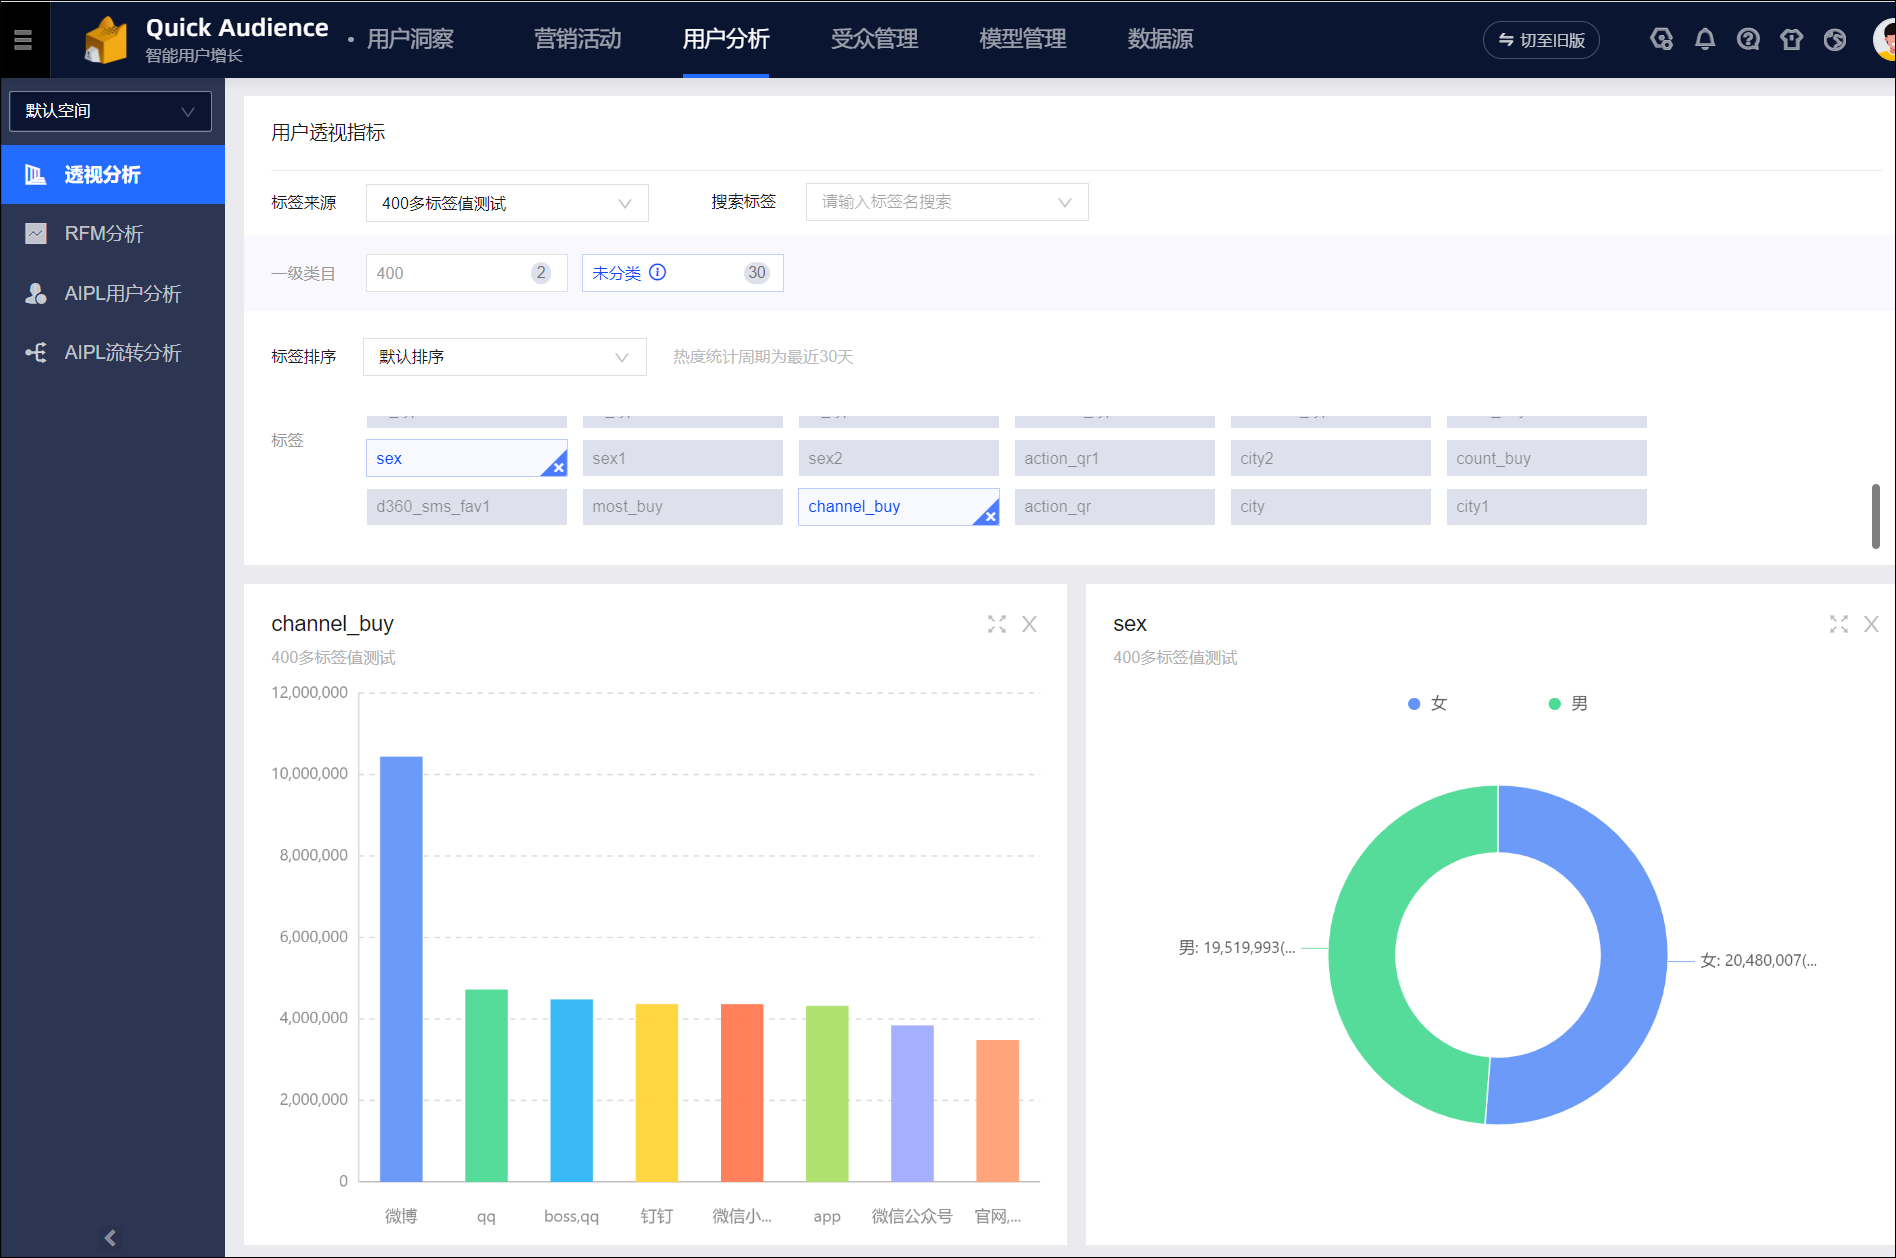 Quick Audience
智能用户增长
用户洞察
营销活动
用户分析
受众管理
模型管理
数据源
切至旧版
默认空间
透视分析
RFM分析
AIPL用户分析
AIPL流转分析
用户透视指标
标签来源
400多标签值测试
搜索标签
请输入标签名搜索
一级类目
400
2
未分类
30
标签排序
默认排序
热度统计周期为最近30天
标签
sex
sex1
sex2
action_qr1
city2
count_buy
d360_sms_fav1
most_buy
channel_buy
action_qr
city
city1
channel_buy
400多标签值测试
12,000,000
10,000,000
8,000,000
6,000,000
4,000,000
2,000,000
0
微博
qq
boss,qq
钉钉
微信小...
app
微信公众号
官网,...
sex
400多标签值测试
女
男
男: 19,519,993(...
女: 20,480,007(...